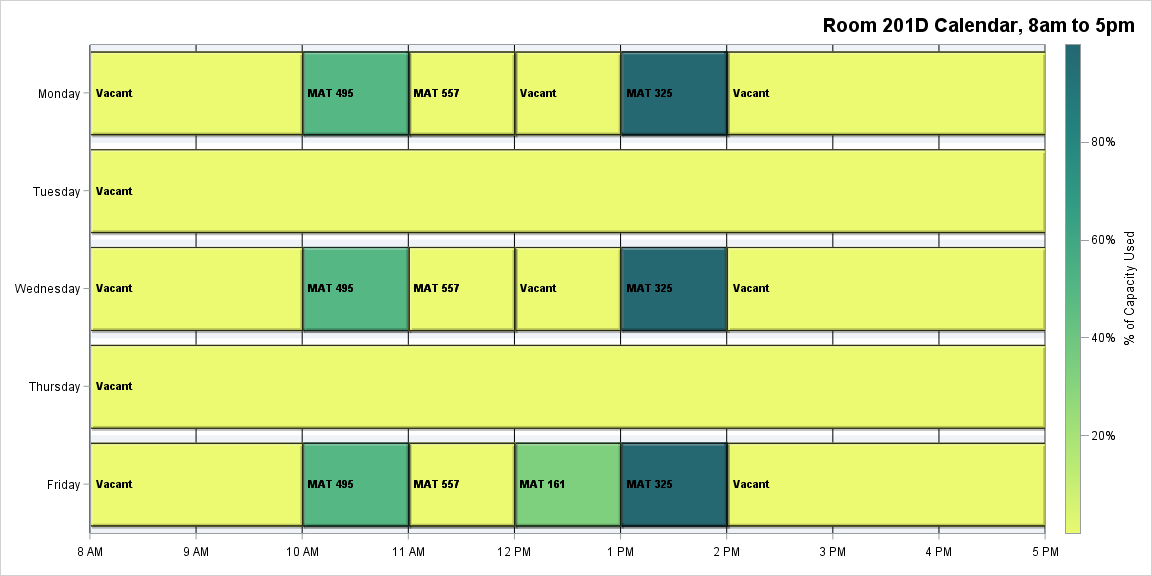 Room 201D Calendar, 8am to 5pm
Monday
Vacant
MAT 495
MAT 557
Vacant
MAT 325
Vacant
Tuesday
Vacant
Wednesday
Vacant
MAT 495
MAT 557
Vacant
MAT 325
Vacant
Thursday
Vacant
Friday
Vacant
MAT 495
MAT 557
MAT 161
MAT 325
Vacant
8 AM
9 AM
10 AM
11 AM
12 PM
1 PM
2 PM
3 PM
4 PM
5 PM
80%
60%
40%
20%
% of Capacity Used